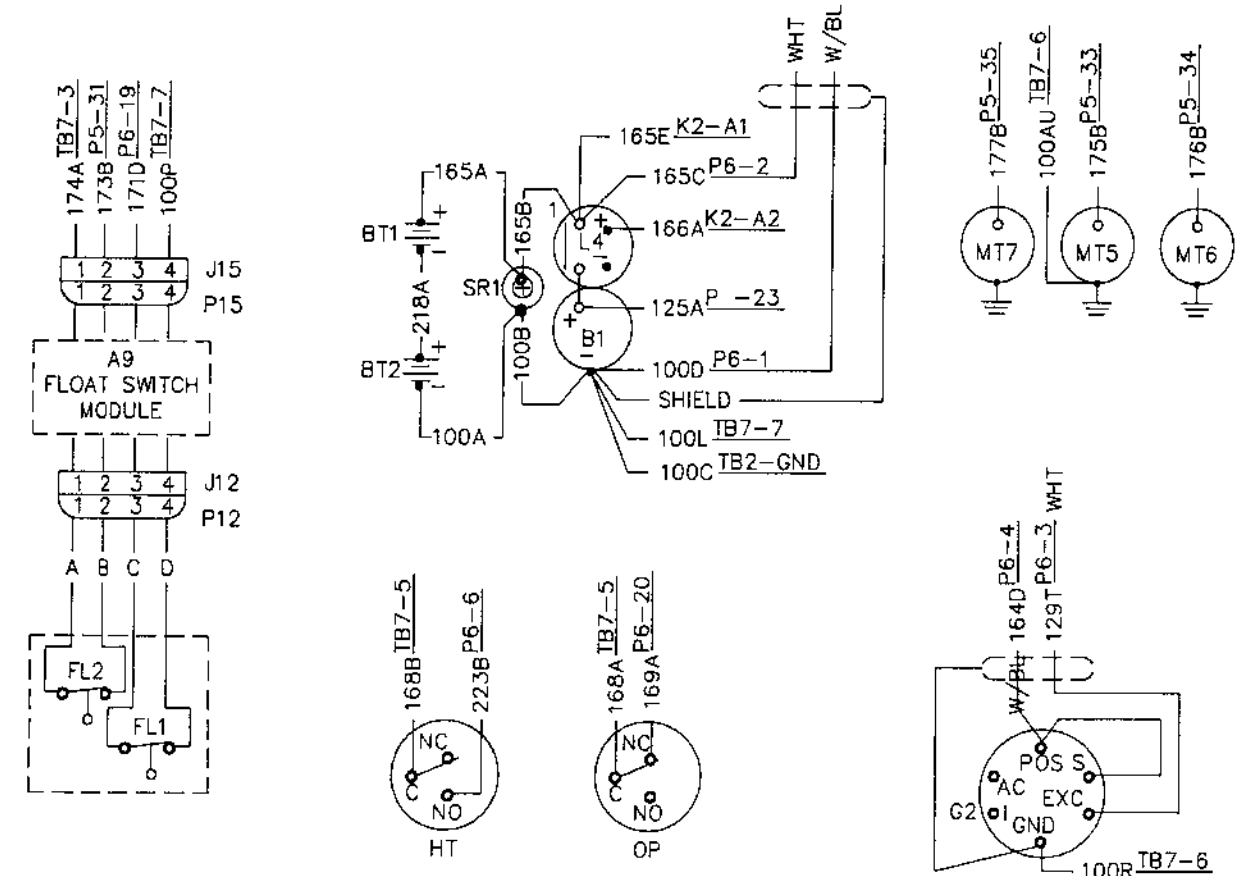 174A TB7-3
173B P5-31
171D P6-19
100P TB7-7
1 2 3 4 J15
1 2 3 4 P15
A9
FLOAT SWITCH
MODULE
1 2 3 4 J12
1 2 3 4 P12
A B C D
FL2
FL1
WHT
W/BL
165E K2-A1
165C P6-2
166A K2-A2
125A P -23
100D P6-1
SHIELD
100L TB7-7
100C TB2-GND
165A
BT1
+
-
218A
BT2
+
-
100A
SR1
165B
100B
1
L4
+
-
+
B1
-
177B P5-35
100AU TB7-6
175B P5-33
176B P5-34
MT7
MT5
MT6
168B TB7-5
223B P6-6
NC
C
NO
HT
168A TB7-5
169A P6-20
NC
C
NO
OP
W/BL 164D P6-4
129T P6-3 WHT
POS S
AC
EXC
G2 I
GND
100R TB7-6